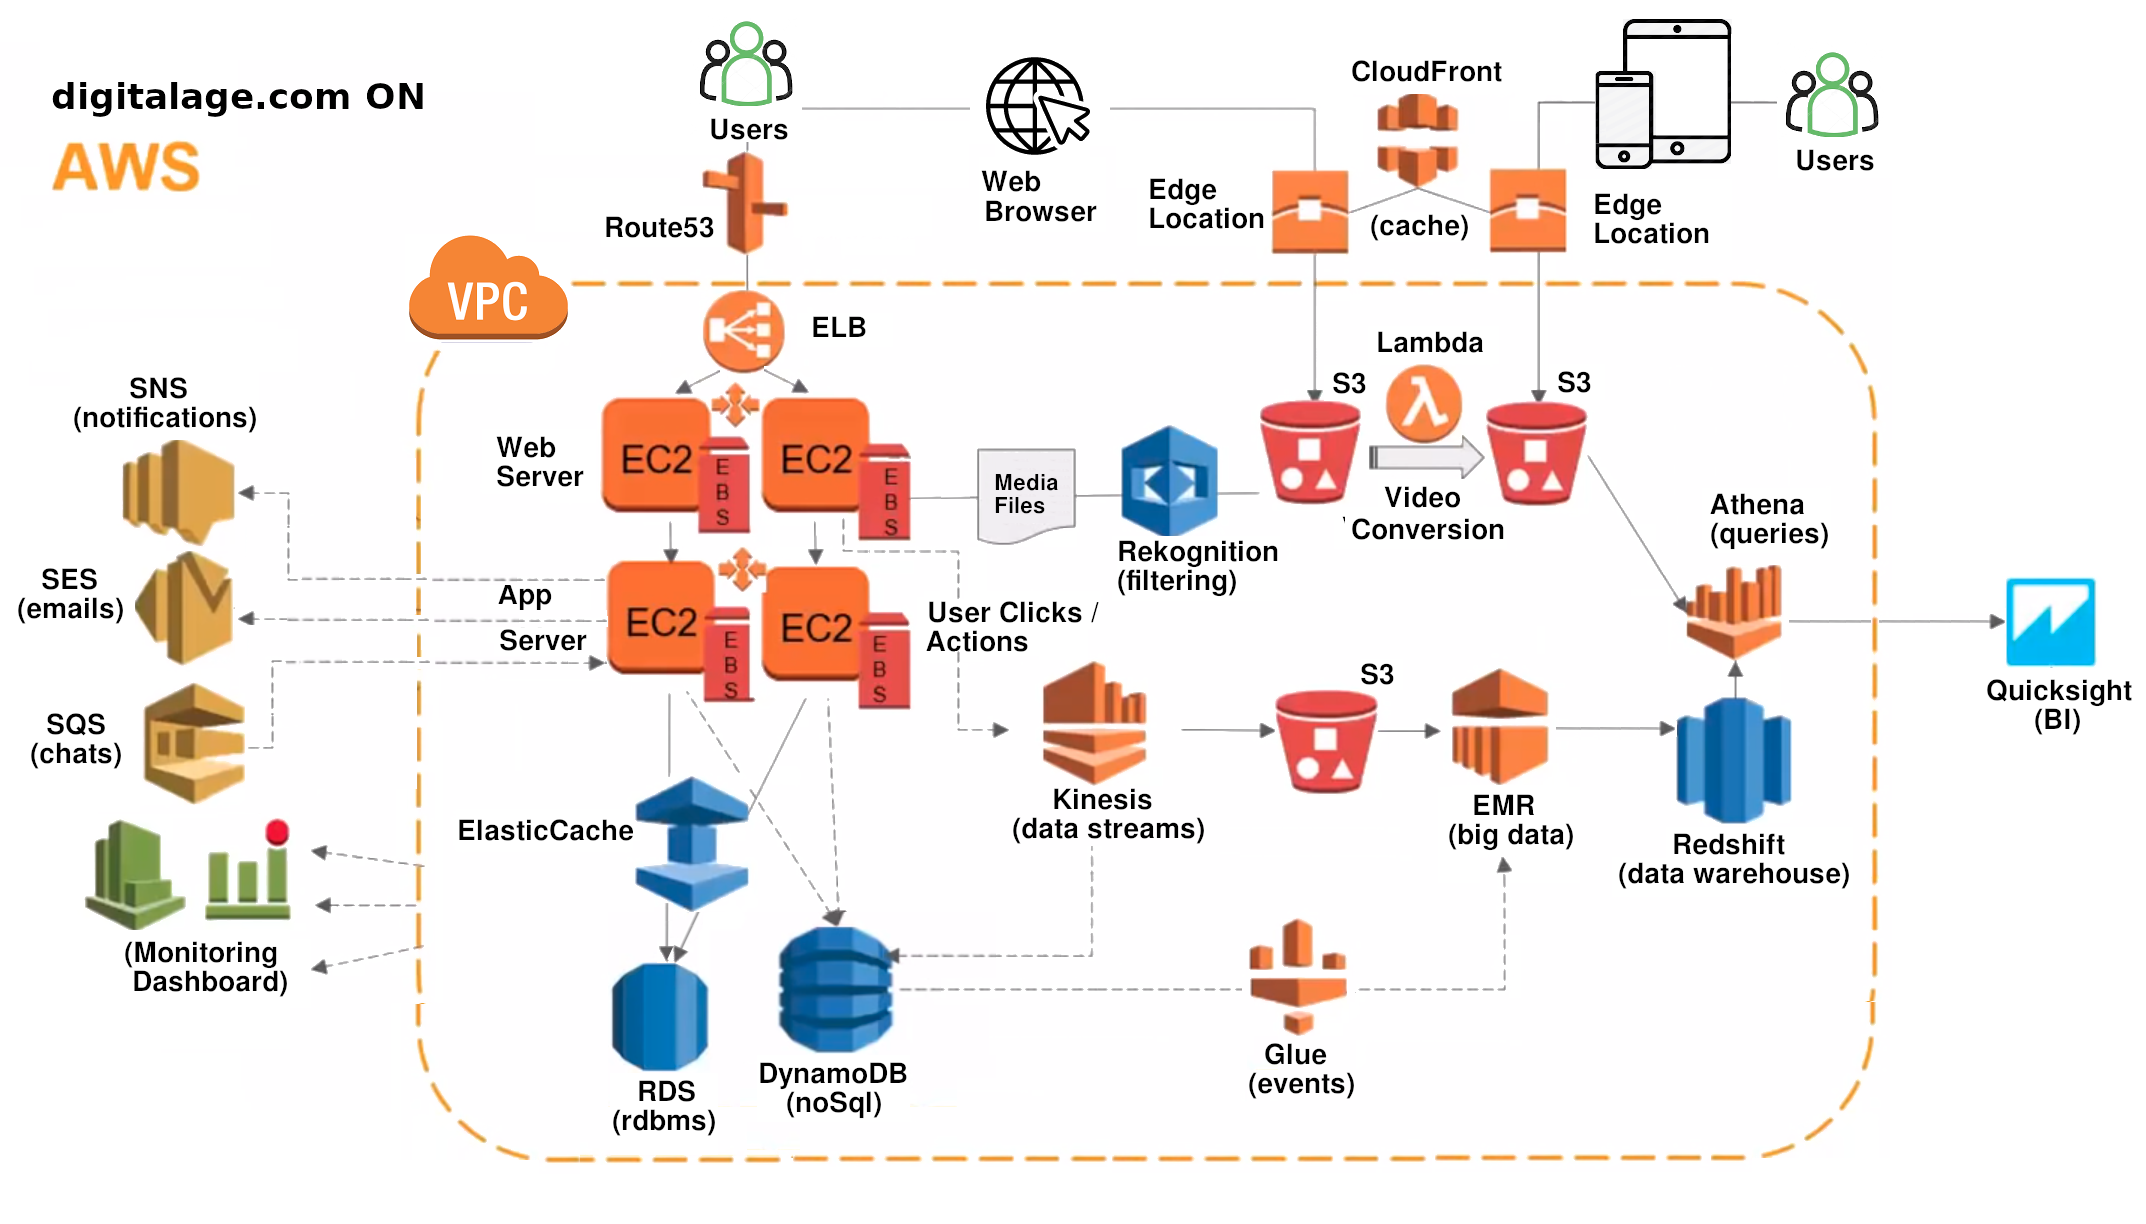 digitalage.com ON
AWS
Users
Route53
Web
Browser
CloudFront
(cache)
Edge
Location
Edge
Location
Users
VPC
ELB
Web
Server
EC2
EBS
EC2
EBS
Media
Files
Rekognition
(filtering)
S3
Lambda
Video
Conversion
S3
Athena
(queries)
SNS
(notifications)
SES
(emails)
SQS
(chats)
App
Server
EC2
EBS
EC2
EBS
User Clicks /
Actions
S3
Quicksight
(BI)
Kinesis
(data streams)
EMR
(big data)
Redshift
(data warehouse)
ElasticCache
(Monitoring
Dashboard)
RDS
(rdbms)
DynamoDB
(noSql)
Glue
(events)